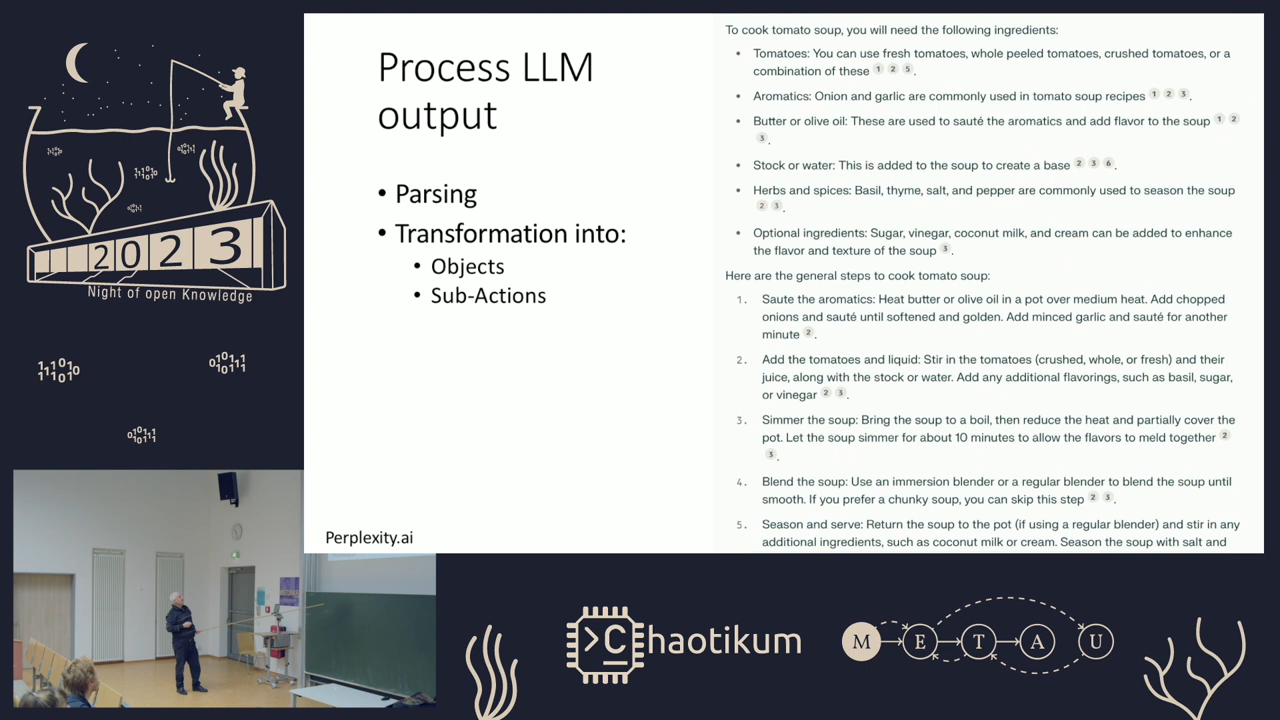 Process LLM
output
• Parsing
• Transformation into:
• Objects
• Sub-Actions
Perplexity.ai
To cook tomato soup, you will need the following ingredients:
• Tomatoes: You can use fresh tomatoes, whole peeled tomatoes, crushed tomatoes, or a
combination of these 1 2 5 .
• Aromatics: Onion and garlic are commonly used in tomato soup recipes 1 2 3 .
• Butter or olive oil: These are used to sauté the aromatics and add flavor to the soup 1 2
3 .
• Stock or water: This is added to the soup to create a base 2 3 6 .
• Herbs and spices: Basil, thyme, salt, and pepper are commonly used to season the soup
2 3 .
• Optional ingredients: Sugar, vinegar, coconut milk, and cream can be added to enhance
the flavor and texture of the soup 3 .
Here are the general steps to cook tomato soup:
1. Saute the aromatics: Heat butter or olive oil in a pot over medium heat. Add chopped
onions and sauté until softened and golden. Add minced garlic and sauté for another
minute 2 .
2. Add the tomatoes and liquid: Stir in the tomatoes (crushed, whole, or fresh) and their
juice, along with the stock or water. Add any additional flavorings, such as basil, sugar,
or vinegar 2 3 .
3. Simmer the soup: Bring the soup to a boil, then reduce the heat and partially cover the
pot. Let the soup simmer for about 10 minutes to allow the flavors to meld together 2
3 .
4. Blend the soup: Use an immersion blender or a regular blender to blend the soup until
smooth. If you prefer a chunky soup, you can skip this step 2 3 .
5. Season and serve: Return the soup to the pot (if using a regular blender) and stir in any
additional ingredients, such as coconut milk or cream. Season the soup with salt and
2023
Night of open Knowledge
11101
11101
01011
10111
01011
10111
>C haotikum
M E T A U